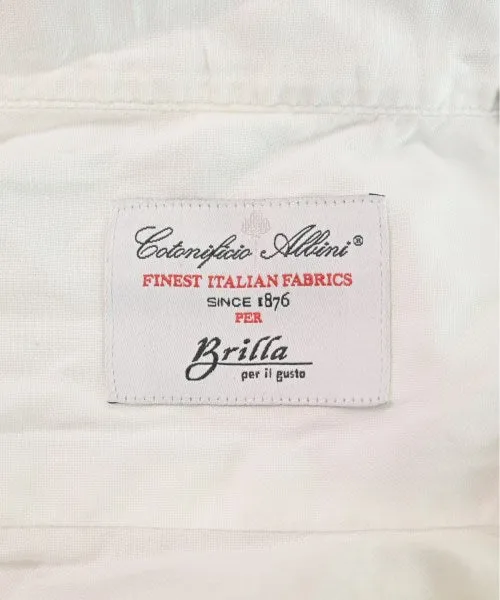 Cotonificio Albini®
FINEST ITALIAN FABRICS
SINCE 1876
PER
Brilla
per il gusto